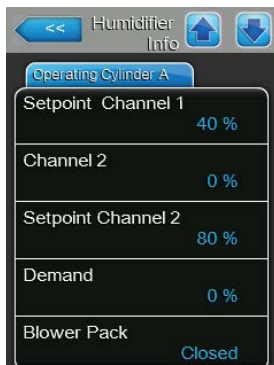 << Humidifier
Info
Operating Cylinder A
Setpoint Channel 1
40 %
Channel 2
0 %
Setpoint Channel 2
80 %
Demand
0 %
Blower Pack
Closed